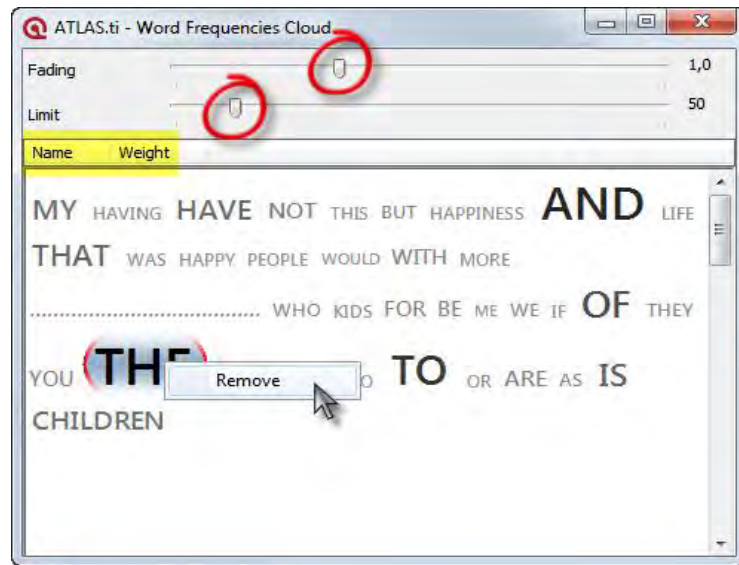 ATLAS.ti - Word Frequencies Cloud
Fading 1,0
Limit 50
Name Weight
MY HAVING HAVE NOT THIS BUT HAPPINESS AND LIFE
THAT WAS HAPPY PEOPLE WOULD WITH MORE
..................................... WHO KIDS FOR BE ME WE IF OF THEY
YOU THE O TO OR ARE AS IS
Remove
CHILDREN